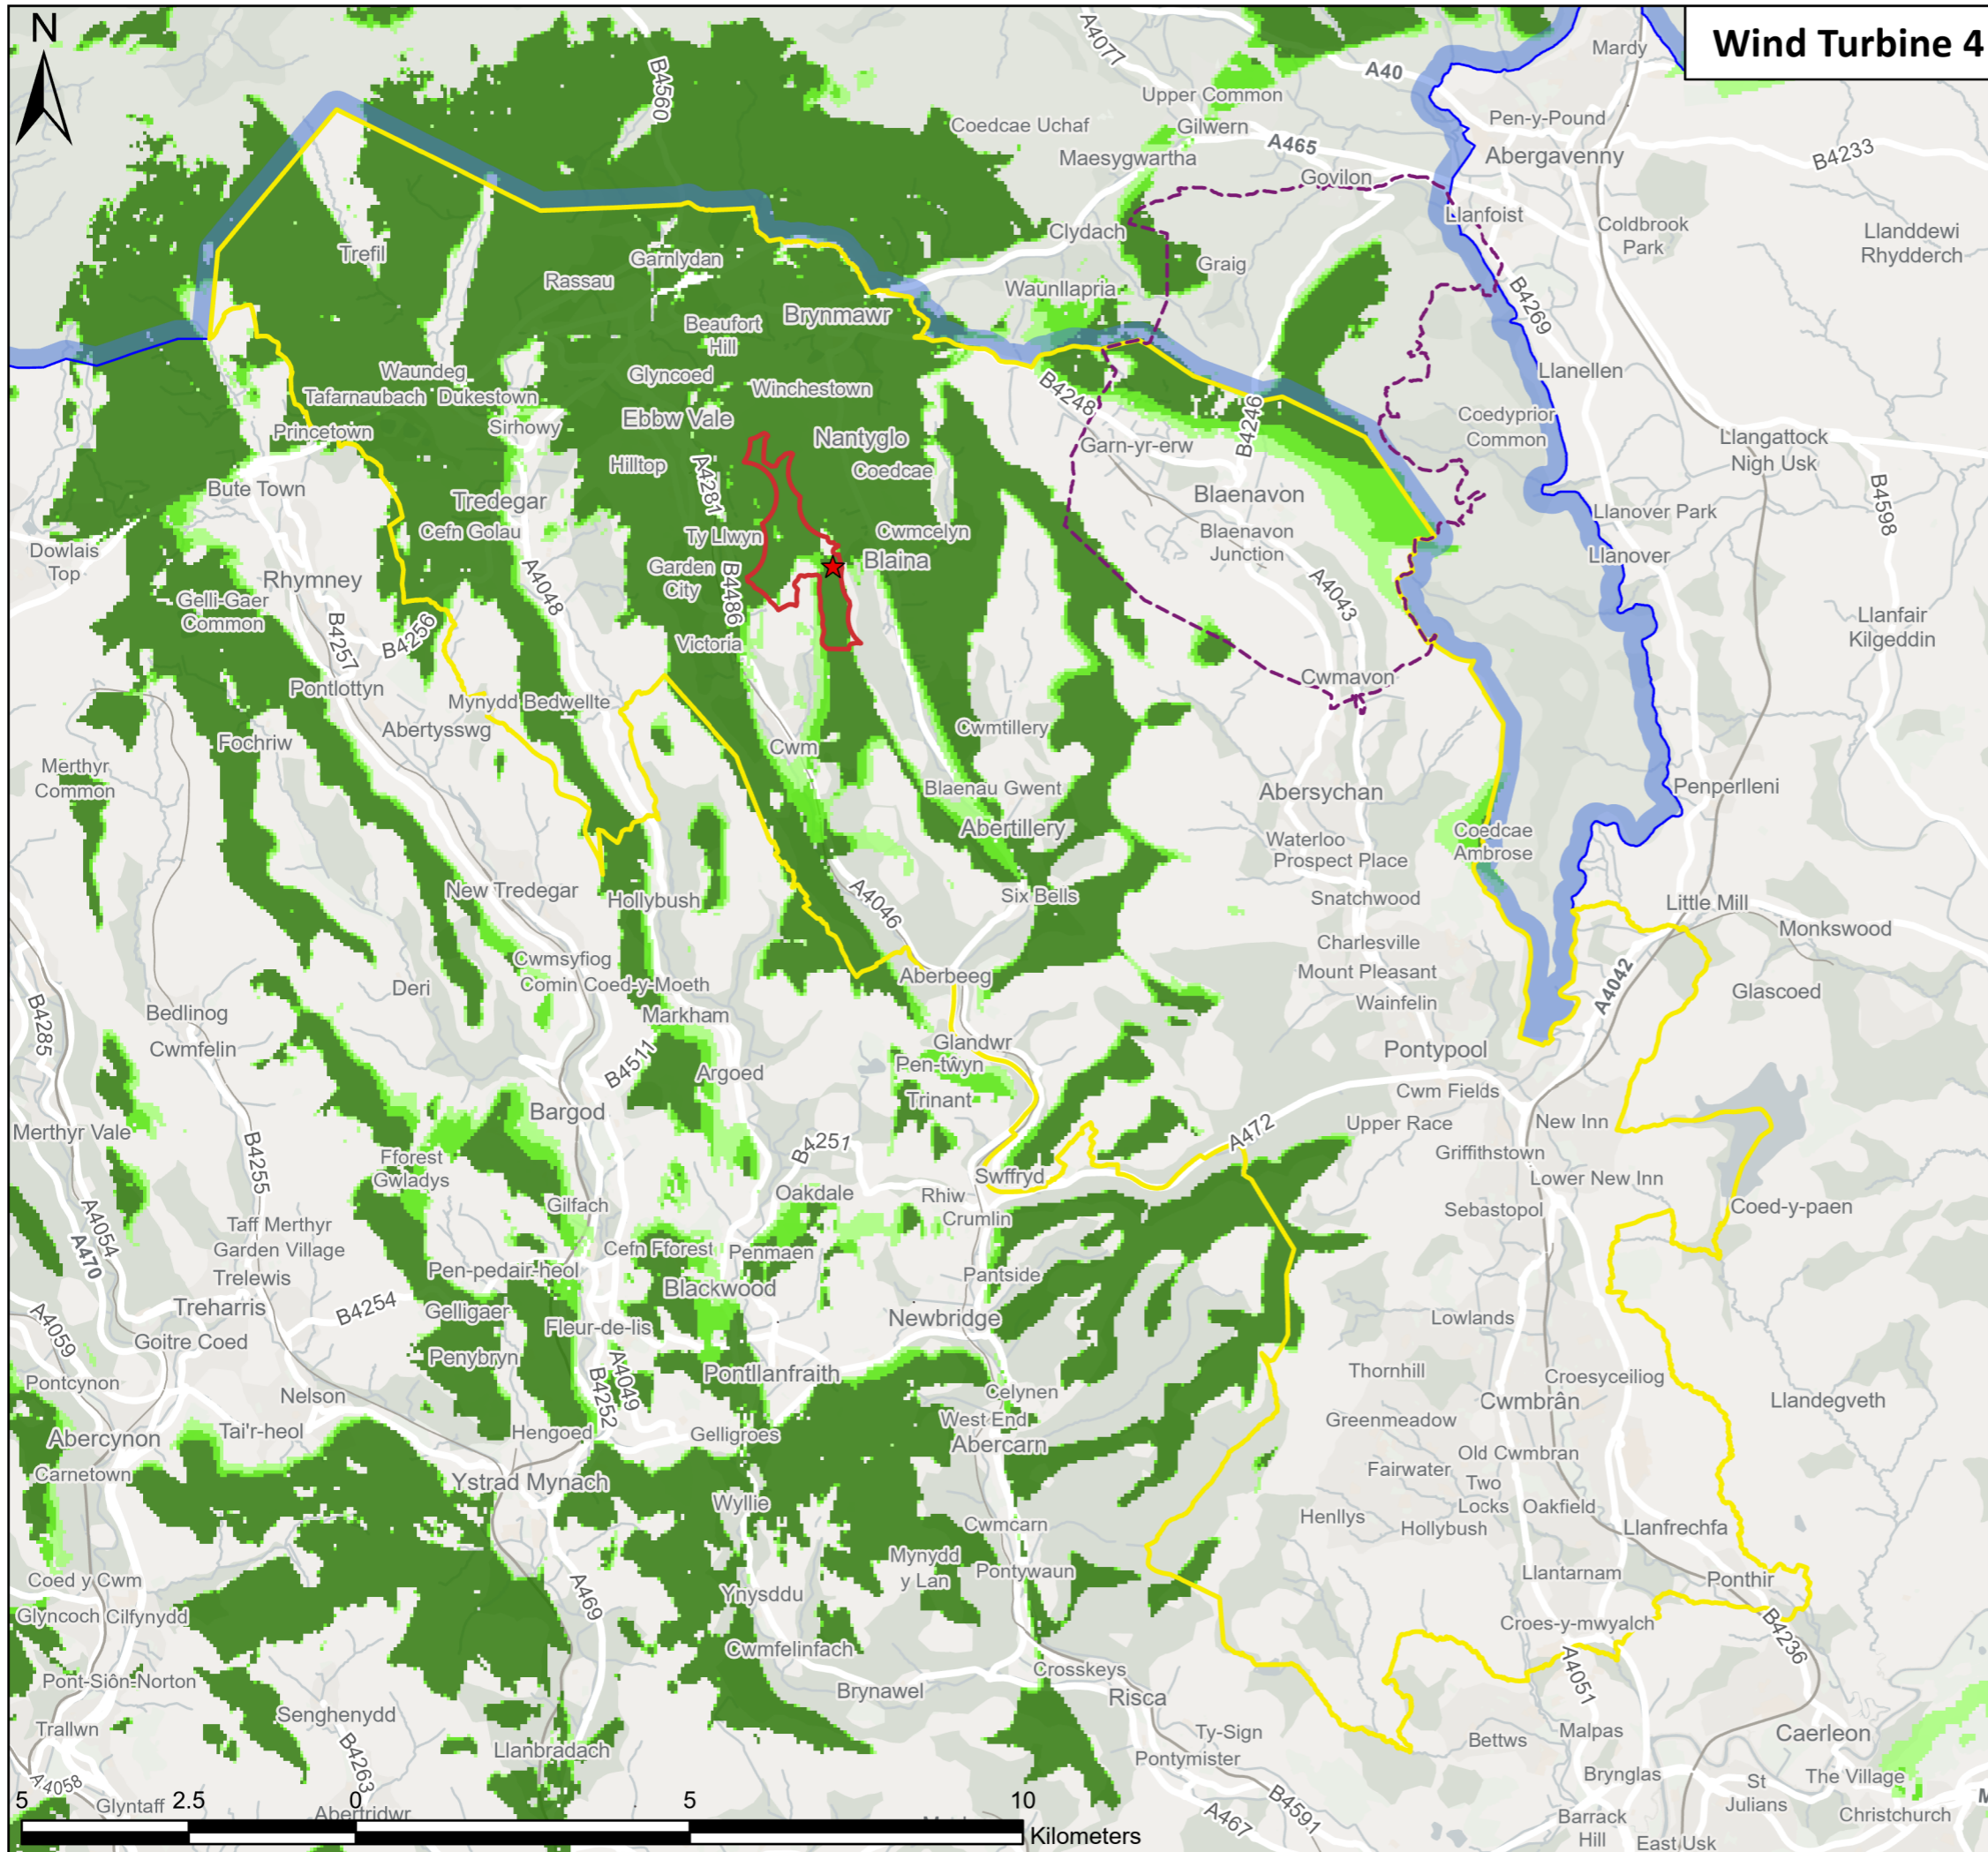 N
Wind Turbine 4
Mardy
A4077
A40
B4560
Upper Common
Pen-y-Pound
Coedcae Uchaf
Gilwern
A465
Abergavenny
B4233
Maesygwartha
Govilon
Llanfoist
Coldbrook
Park
Llanddewi
Rhydderch
Clydach
Trefil
Garnlydan
Graig
Rassau
Waunllapria
B4269
Brynmawr
Beaufort
Hill
Waundeg
Glyncoed
Winchestown
Llanellen
Tafarnaubach
Dukestown
B4248
B4246
Coedyprior
Common
Princetown
Sirhowy
Ebbw Vale
Nantyglo
Garn-yr-erw
Llangattock
Nigh Usk
Hilltop
A4281
Coedcae
Bute Town
Tredegar
Blaenavon
B4598
Cefn Golau
Ty Llwyn
Cwmcelyn
Blaenavon
Junction
Llanover Park
Dowlais
Top
Rhymney
A4048
Garden
City
B4486
Blaina
Llanover
A4043
Gelli-Gaer
Common
B4257
B4256
Victoria
Llanfair
Kilgeddin
Pontlottyn
Mynydd Bedwellte
Cwmavon
Abertysswg
Fochriw
Cwm
Cwmtillery
Merthyr
Common
Blaenau Gwent
Abersychan
Penperlleni
Abertillery
Waterloo
Coedcae
Ambrose
Prospect Place
New Tredegar
Hollybush
A4046
Six Bells
Snatchwood
Little Mill
Monkswood
Charlesville
Cwmsyfiog
Aberbeeg
Mount Pleasant
A4042
Deri
Comin Coed-y-Moeth
Wainfelin
Glascoed
B4285
Bedlinog
Markham
Cwmfelin
Glandwr
Pontypool
Pen-twŷn
B4511
Argoed
Cwm Fields
Trinant
Bargod
Merthyr Vale
Upper Race
New Inn
B4255
B4251
A472
Fforest
Gwladys
Griffithstown
Swffryd
Lower New Inn
Oakdale
Rhiw
A4054
Gilfach
Crumlin
Sebastopol
Coed-y-paen
A470
Taff Merthyr
Garden Village
Cefn Fforest
Penmaen
Trelewis
Pen-pedair-heol
Pantside
Blackwood
Treharris
B4254
Gelligaer
Newbridge
Lowlands
A4059
Goitre Coed
Fleur-de-lis
Penybryn
Pontllanfraith
Thornhill
Croesyceiliog
Pontcynon
Nelson
B4252
A4049
Celynen
Cwmbrân
Llandegveth
Tai'r-heol
Hengoed
Gelligroes
West End
Greenmeadow
Abercynon
Abercarn
Old Cwmbran
Carnetown
Ystrad Mynach
Fairwater
Two
Locks
Wyllie
Oakfield
Cwmcarn
Henllys
Hollybush
Llanfrechfa
Mynydd
y Lan
Pontywaun
Llantarnam
Ponthir
Coed y Cwm
A469
Ynysddu
Glyncoch
Cilfynydd
Croes-y-mwyalch
B4236
Cwmfelinfach
Pont-Siôn-Norton
Crosskeys
Brynawel
Risca
A4051
Senghenydd
Trallwn
Ty-Sign
Malpas
Caerleon
Bettws
B4263
Llanbradach
Pontymister
Brynglas
St
Julians
The Village
A4058
Glyntaff
Abertridwr
A467
B4591
Barrack
Hill
Christchurch
East Usk
5
2.5
0
5
10
Kilometers